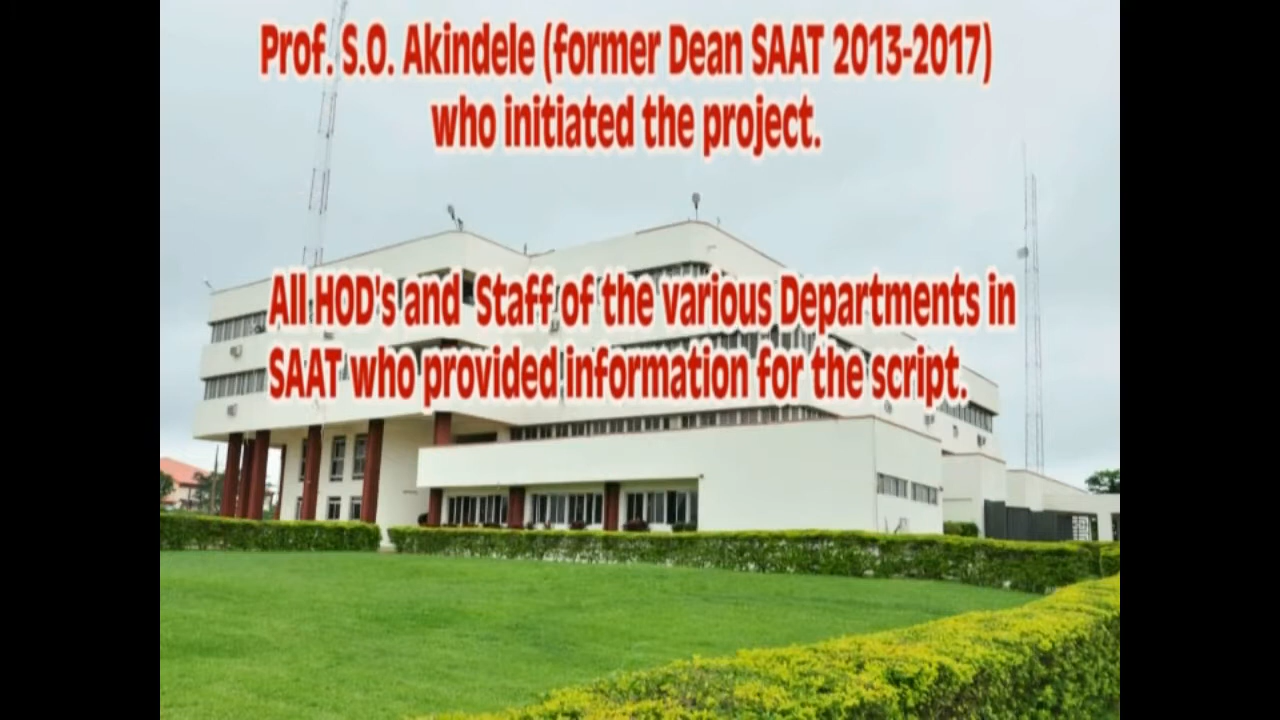 Prof. S.O. Akindele (former Dean SAAT 2013-2017)
who initiated the project.
All HOD's and Staff of the various Departments in
SAAT who provided information for the script.